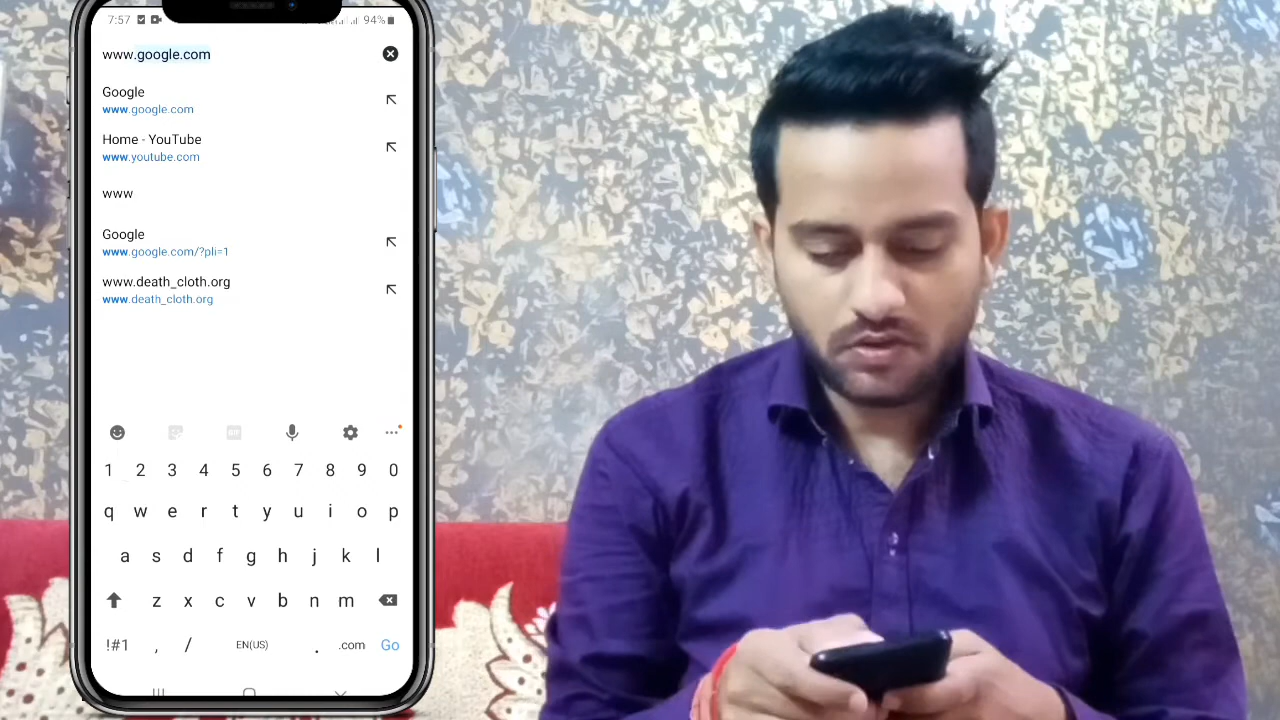 7:57
94%
www.google.com
Google
www.google.com
Home - YouTube
www.youtube.com
www
Google
www.google.com/?pli=1
www.death_cloth.org
www.death_cloth.org
GIF
1 2 3 4 5 6 7 8 9 0
q w e r t y u i o p
a s d f g h j k l
z x c v b n m
!#1 , / EN(US) . .com Go